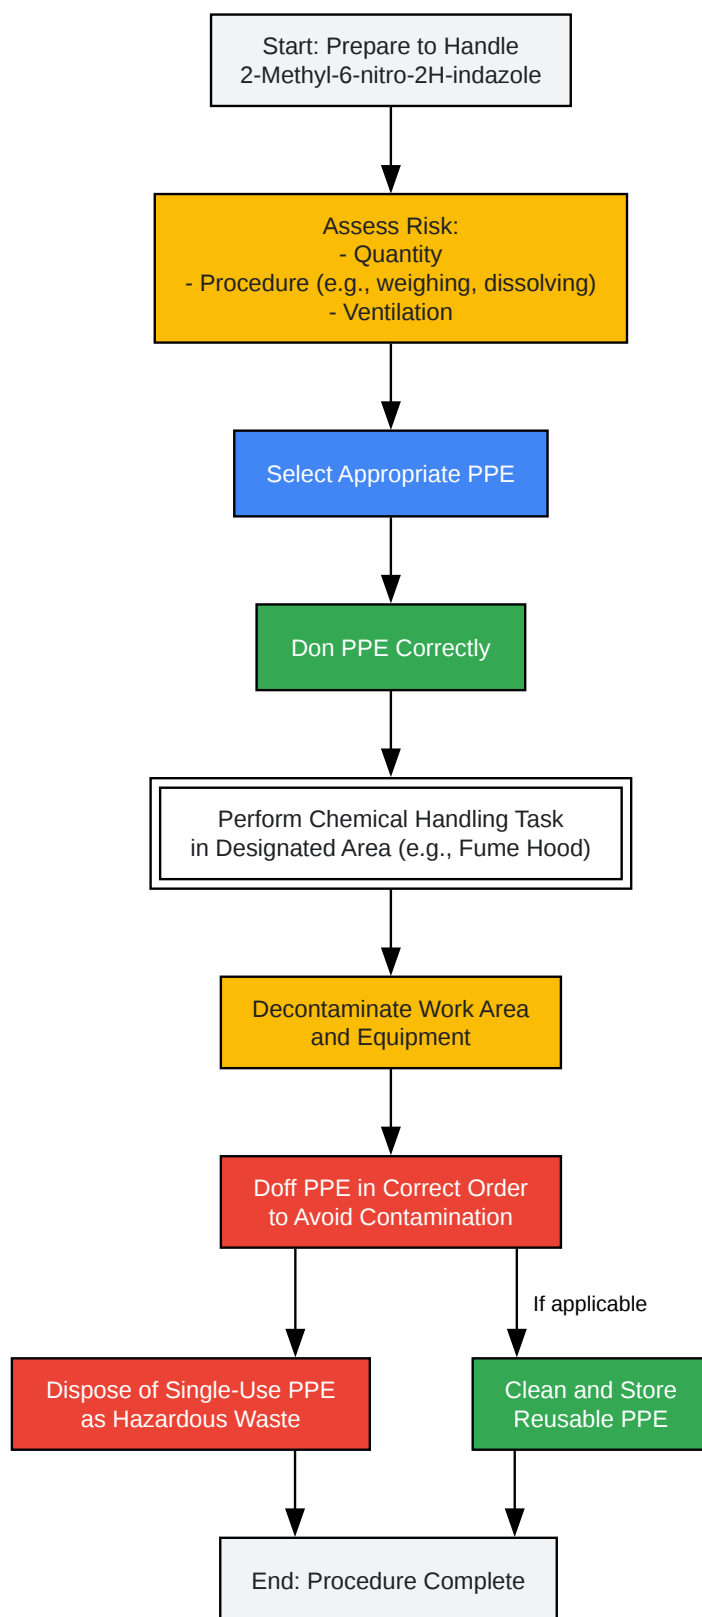 Start: Prepare to Handle
2-Methyl-6-nitro-2H-indazole
Assess Risk:
- Quantity
- Procedure (e.g., weighing, dissolving)
- Ventilation
Select Appropriate PPE
Don PPE Correctly
Perform Chemical Handling Task
in Designated Area (e.g., Fume Hood)
Decontaminate Work Area
and Equipment
Doff PPE in Correct Order
to Avoid Contamination
If applicable
Dispose of Single-Use PPE
as Hazardous Waste
Clean and Store
Reusable PPE
End: Procedure Complete